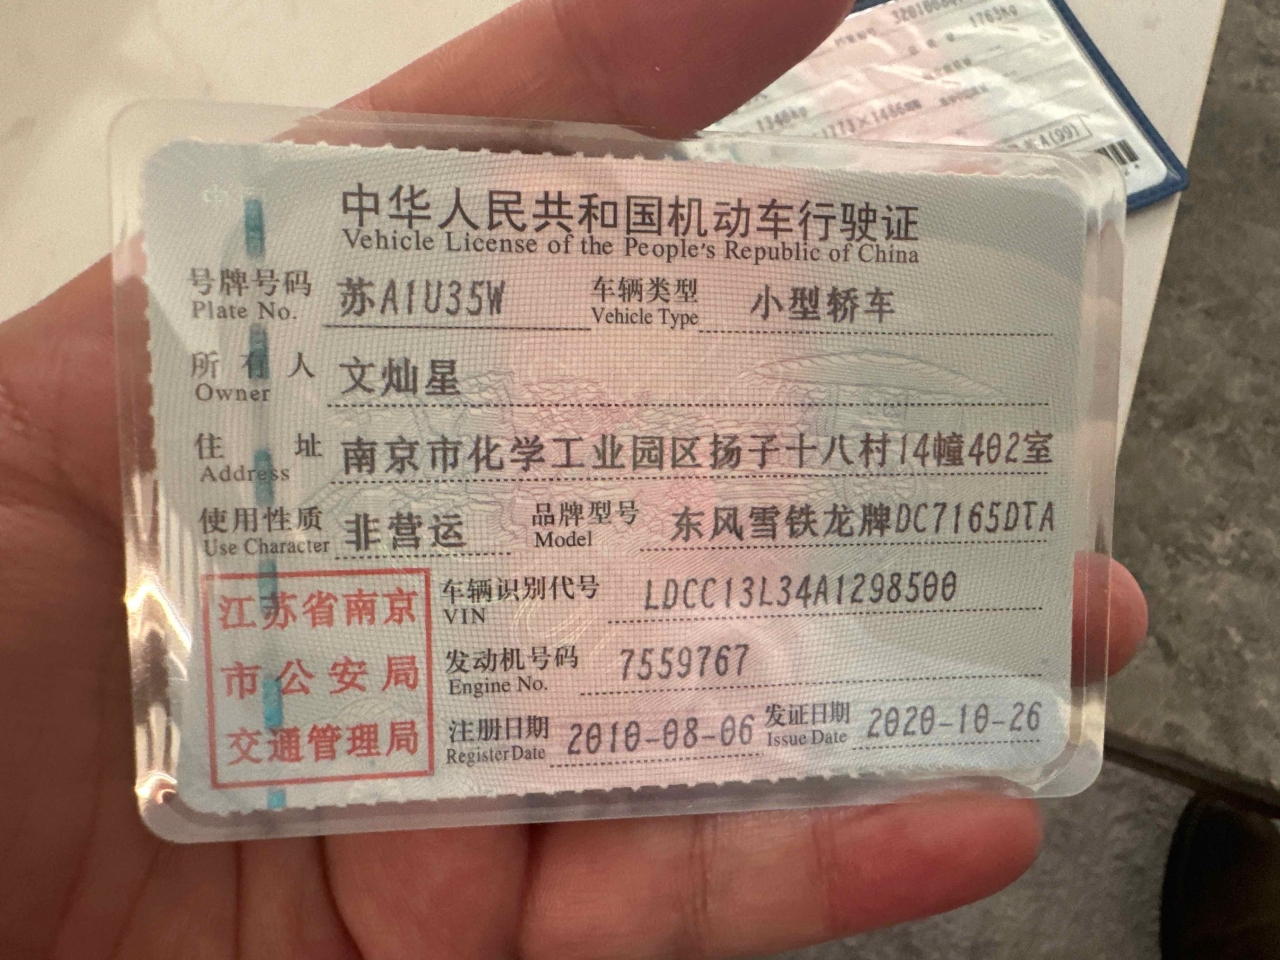 1763kg
1340kg
1773×1486mm
A(99)
中华人民共和国机动车行驶证
Vehicle License of the People's Republic of China
号牌号码 苏A1U35W 车辆类型 小型轿车
Plate No. Vehicle Type
所有人 文灿星
Owner
住址 南京市化学工业园区扬子十八村14幢402室
Address
使用性质 非营运 品牌型号 东风雪铁龙牌DC7165DTA
Use Character Model
江苏省南京
市公安局
交通管理局
车辆识别代号 LDCC13L34A1298500
VIN
发动机号码 7559767
Engine No.
注册日期 2010-08-06 发证日期 2020-10-26
Register Date Issue Date